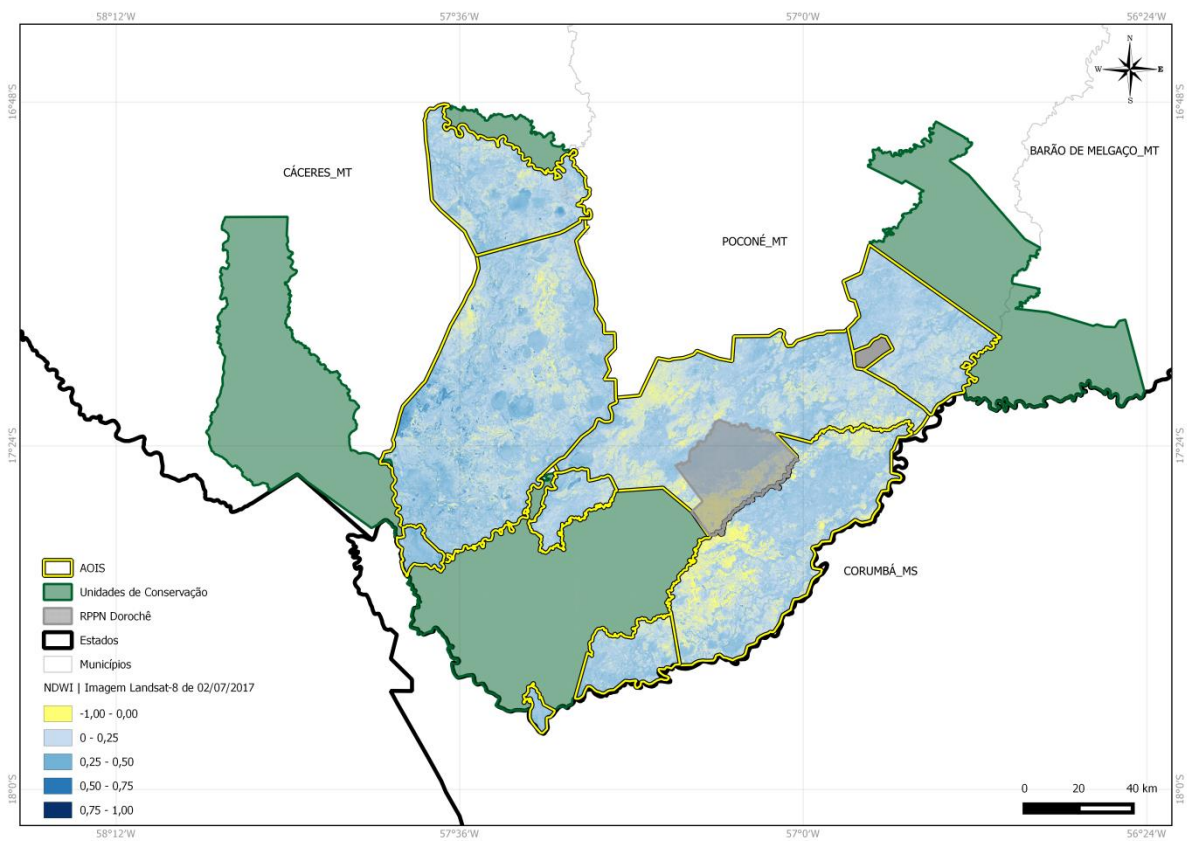 58°12'W 57°36'W 57°0'W 56°24'W
N
W E
S
16°48'S 16°48'S
BARÃO DE MELGAÇO_MT
CÁCERES_MT
POCONÉ_MT
17°24'S 17°24'S
CORUMBÁ_MS
AOIS
Unidades de Conservação
RPPN Dorochê
Estados
Municípios
NDWI | Imagem Landsat-8 de 02/07/2017
-1,00 - 0,00
0 - 0,25
0,25 - 0,50
0,50 - 0,75
0,75 - 1,00
0 20 40 km
18°0'S 18°0'S
58°12'W 57°36'W 57°0'W 56°24'W